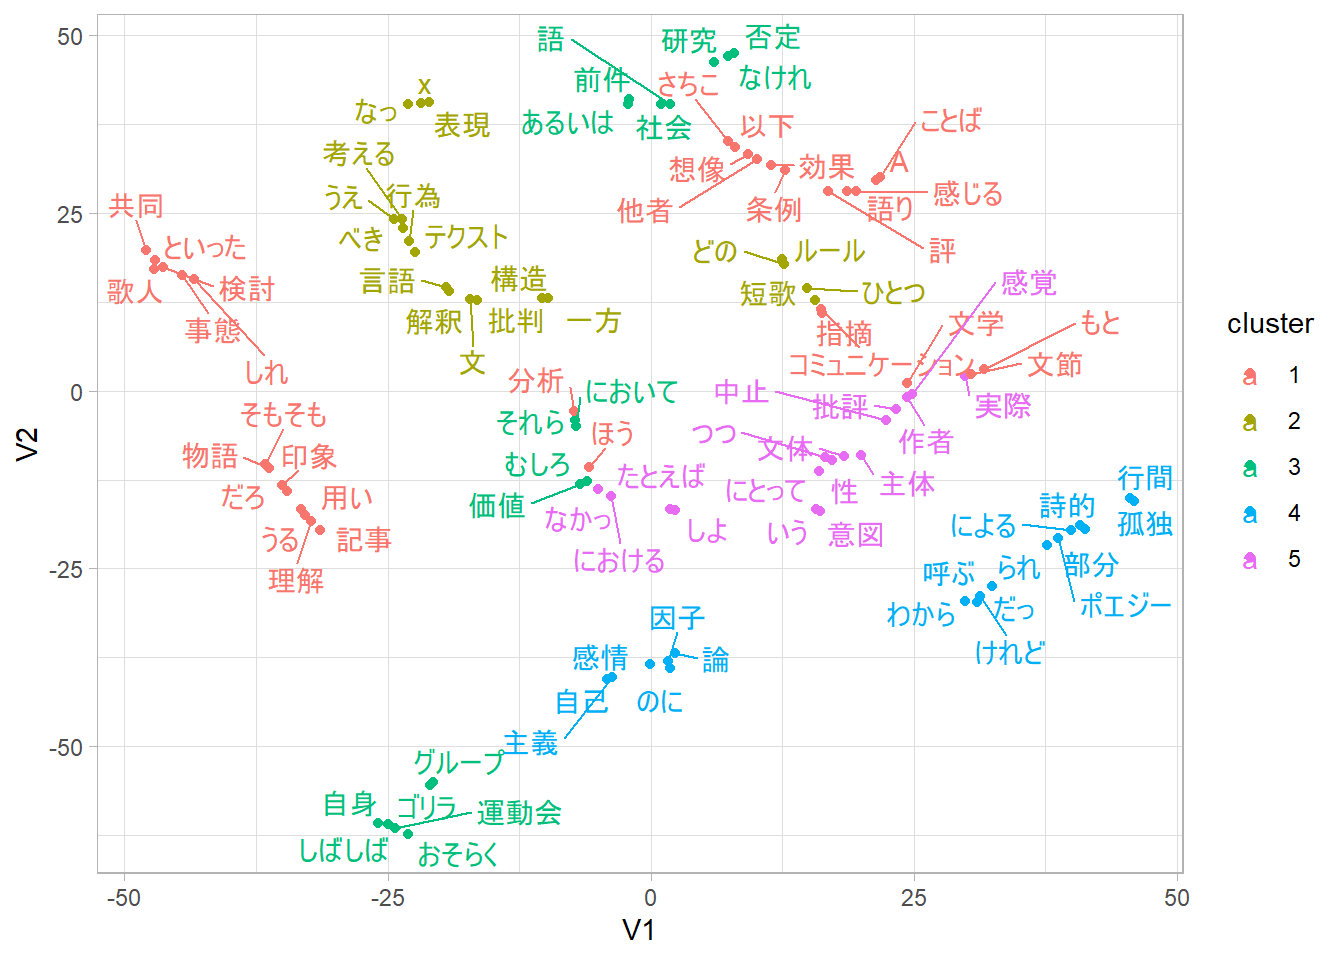 50
25
0
-25
-50
V2
-50
-25
0
25
50
V1
語
研究
否定
前件
さちこ
なけれ
x
なっ
表現
あるいは
社会
以下
ことば
考える
想像
効果
A
うえ
行為
他者
条例
語り
感じる
共同
といった
べき
テクスト
どの
ルール
評
歌人
検討
言語
構造
短歌
ひとつ
感覚
事態
解釈
批判
一方
指摘
文学
もと
しれ
文
コミュニケーション
文節
分析
において
中止
批評
実際
そもそも
それら
ほう
つつ
文体
作者
物語
印象
むしろ
たとえば
にとって
性
主体
行間
だろ
用い
価値
なかっ
しよ
いう
意図
による
詩的
孤独
うる
記事
における
理解
呼ぶ
られ
部分
わから
だっ
ポエジー
けれど
因子
感情
論
自己
のに
主義
グループ
自身
ゴリラ
運動会
しばしば
おそらく
cluster
a 1
a 2
a 3
a 4
a 5